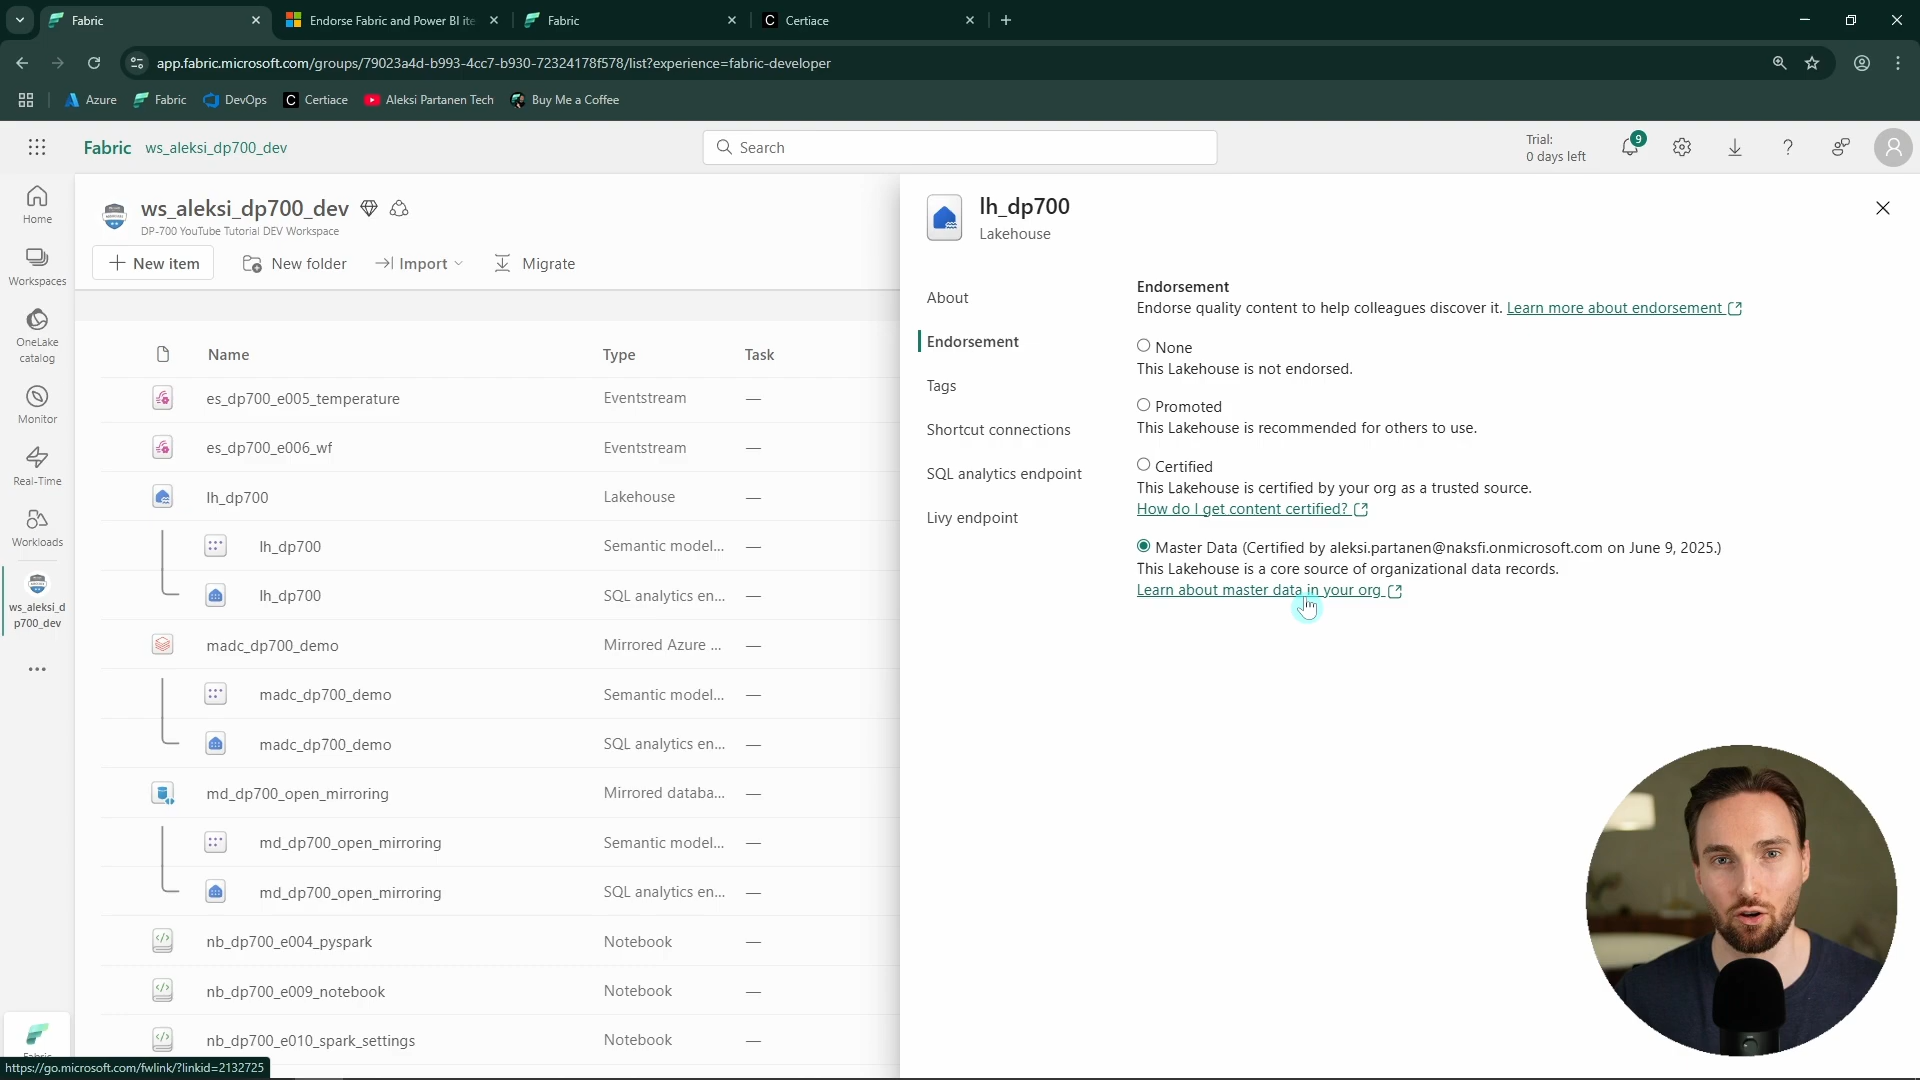 Fabric
Endorse Fabric and Power BI ite
Fabric
Certiace
app.fabric.microsoft.com/groups/79023a4d-b993-4cc7-b930-72324178f578/list?experience=fabric-developer
Azure
Fabric
DevOps
Certiace
Aleksi Partanen Tech
Buy Me a Coffee
Fabric
ws_aleksi_dp700_dev
Search
Trial:
0 days left
9
Home
Workspaces
OneLake
catalog
Monitor
Real-Time
Workloads
ws_aleksi_d
p700_dev
Fabric
ws_aleksi_dp700_dev
DP-700 YouTube Tutorial DEV Workspace
New item
New folder
Import
Migrate
Name Type Task
es_dp700_e005_temperature Eventstream —
es_dp700_e006_wf Eventstream —
lh_dp700 Lakehouse —
lh_dp700 Semantic model... —
lh_dp700 SQL analytics en... —
madc_dp700_demo Mirrored Azure ... —
madc_dp700_demo Semantic model... —
madc_dp700_demo SQL analytics en... —
md_dp700_open_mirroring Mirrored databa... —
md_dp700_open_mirroring Semantic model... —
md_dp700_open_mirroring SQL analytics en... —
nb_dp700_e004_pyspark Notebook —
nb_dp700_e009_notebook Notebook —
nb_dp700_e010_spark_settings Notebook —
lh_dp700
Lakehouse
About
Endorsement
Tags
Shortcut connections
SQL analytics endpoint
Livy endpoint
Endorsement
Endorse quality content to help colleagues discover it. Learn more about endorsement
None
This Lakehouse is not endorsed.
Promoted
This Lakehouse is recommended for others to use.
Certified
This Lakehouse is certified by your org as a trusted source.
How do I get content certified?
Master Data (Certified by aleksi.partanen@naksfi.onmicrosoft.com on June 9, 2025.)
This Lakehouse is a core source of organizational data records.
Learn about master data in your org
https://go.microsoft.com/fwlink/?linkid=2132725